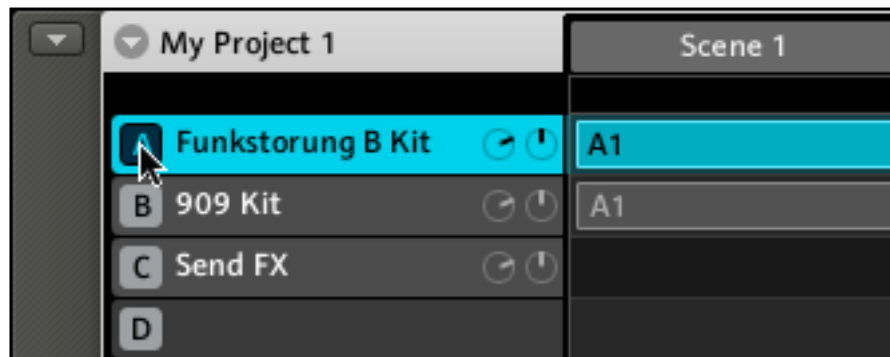 My Project 1 Scene 1
A Funkstorung B Kit A1
B 909 Kit A1
C Send FX
D